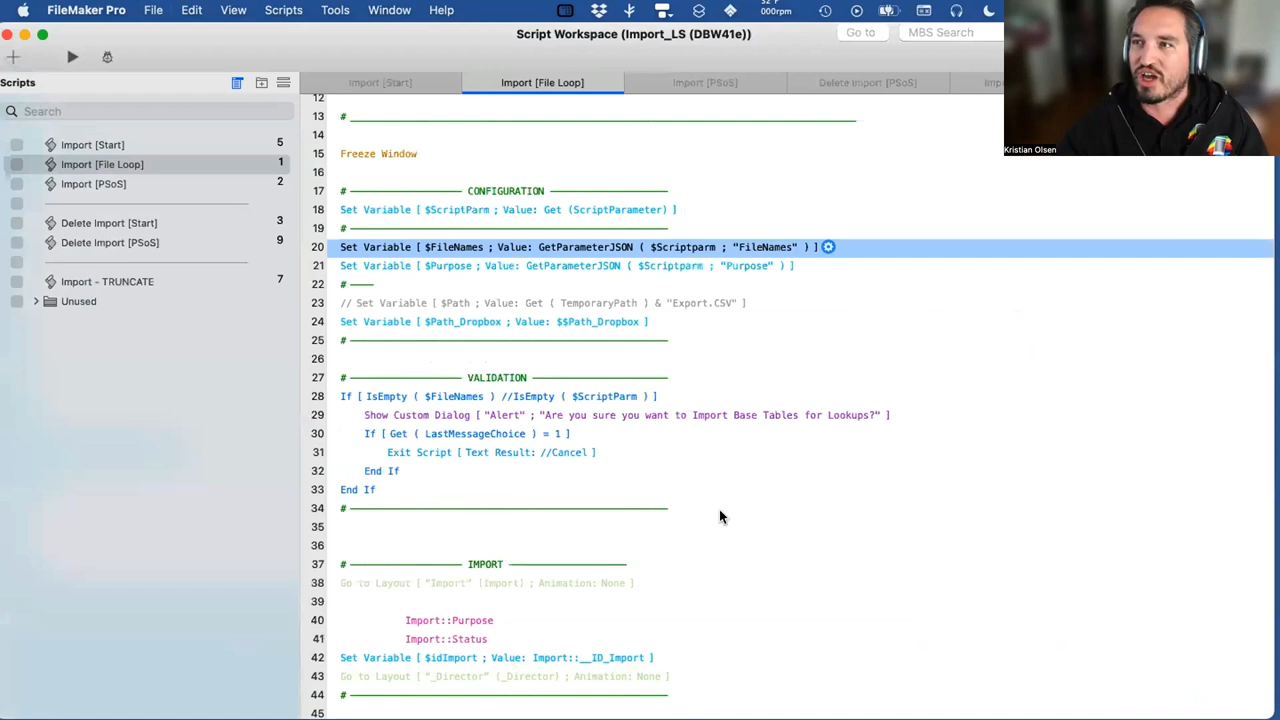 FileMaker Pro File Edit View Scripts Tools Window Help
000rpm
Script Workspace (Import_LS (DBW41e))
Go to
MBS Search
Scripts
Search
Import [Start] 5
Import [File Loop] 1
Import [PSoS] 2
Delete Import [Start] 3
Delete Import [PSoS] 9
Import - TRUNCATE 7
Unused
Import [Start] Import [File Loop] Import [PSoS] Delete Import [PSoS]
12
13 #
14
15 Freeze Window
16
17 # CONFIGURATION
18 Set Variable [ $ScriptParm ; Value: Get (ScriptParameter) ]
19 #
20 Set Variable [ $FileNames ; Value: GetParameterJSON ( $Scriptparm ; "FileNames" ) ]
21 Set Variable [ $Purpose ; Value: GetParameterJSON ( $Scriptparm ; "Purpose" ) ]
22 #
23 // Set Variable [ $Path ; Value: Get ( TemporaryPath ) & "Export.CSV" ]
24 Set Variable [ $Path_Dropbox ; Value: $$Path_Dropbox ]
25 #
26
27 # VALIDATION
28 If [ IsEmpty ( $FileNames ) //IsEmpty ( $ScriptParm ) ]
29 Show Custom Dialog [ "Alert" ; "Are you sure you want to Import Base Tables for Lookups?" ]
30 If [ Get ( LastMessageChoice ) = 1 ]
31 Exit Script [ Text Result: //Cancel ]
32 End If
33 End If
34 #
35
36
37 # IMPORT
38 Go to Layout [ "Import" (Import) ; Animation: None ]
39
40 Import::Purpose
41 Import::Status
42 Set Variable [ $idImport ; Value: Import::__ID_Import ]
43 Go to Layout [ "_Director" (_Director) ; Animation: None ]
44 #
45
Kristian Olsen